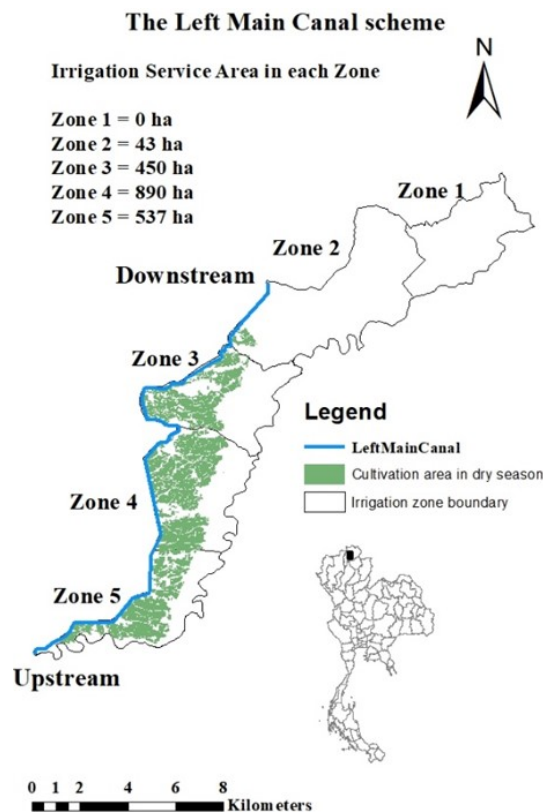 The Left Main Canal scheme
N
Irrigation Service Area in each Zone
Zone 1 = 0 ha
Zone 2 = 43 ha
Zone 3 = 450 ha
Zone 4 = 890 ha
Zone 5 = 537 ha
Zone 1
Zone 2
Downstream
Zone 3
Legend
LeftMainCanal
Cultivation area in dry season
Irrigation zone boundary
Zone 4
Zone 5
Upstream
0 1 2 4 6 8
Kilometers